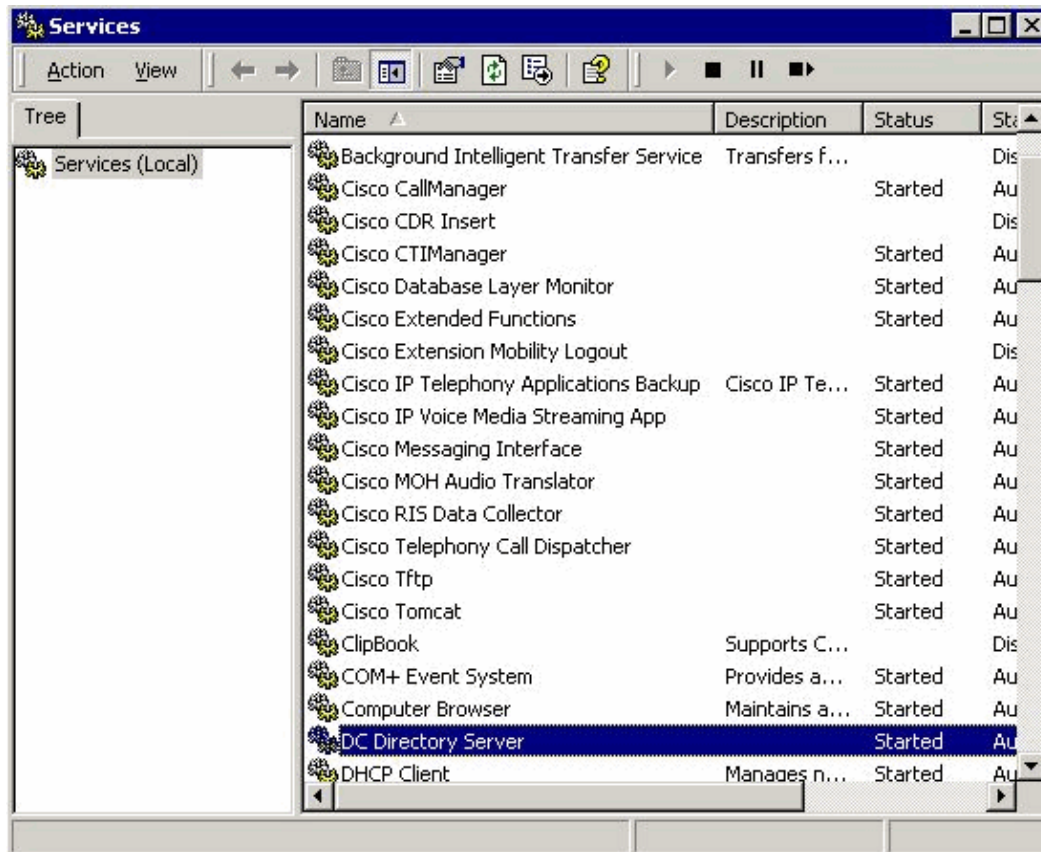 Services
Action View
Tree
Services (Local)
Name Description Status Sta
Background Intelligent Transfer Service Transfers f... Dis
Cisco CallManager Started Au
Cisco CDR Insert Dis
Cisco CTIManager Started Au
Cisco Database Layer Monitor Started Au
Cisco Extended Functions Started Au
Cisco Extension Mobility Logout Dis
Cisco IP Telephony Applications Backup Cisco IP Te... Started Au
Cisco IP Voice Media Streaming App Started Au
Cisco Messaging Interface Started Au
Cisco MOH Audio Translator Started Au
Cisco RIS Data Collector Started Au
Cisco Telephony Call Dispatcher Started Au
Cisco Tftp Started Au
Cisco Tomcat Started Au
ClipBook Supports C... Dis
COM+ Event System Provides a... Started Au
Computer Browser Maintains a... Started Au
DC Directory Server Started Au
DHCP Client Manages n... Started Au